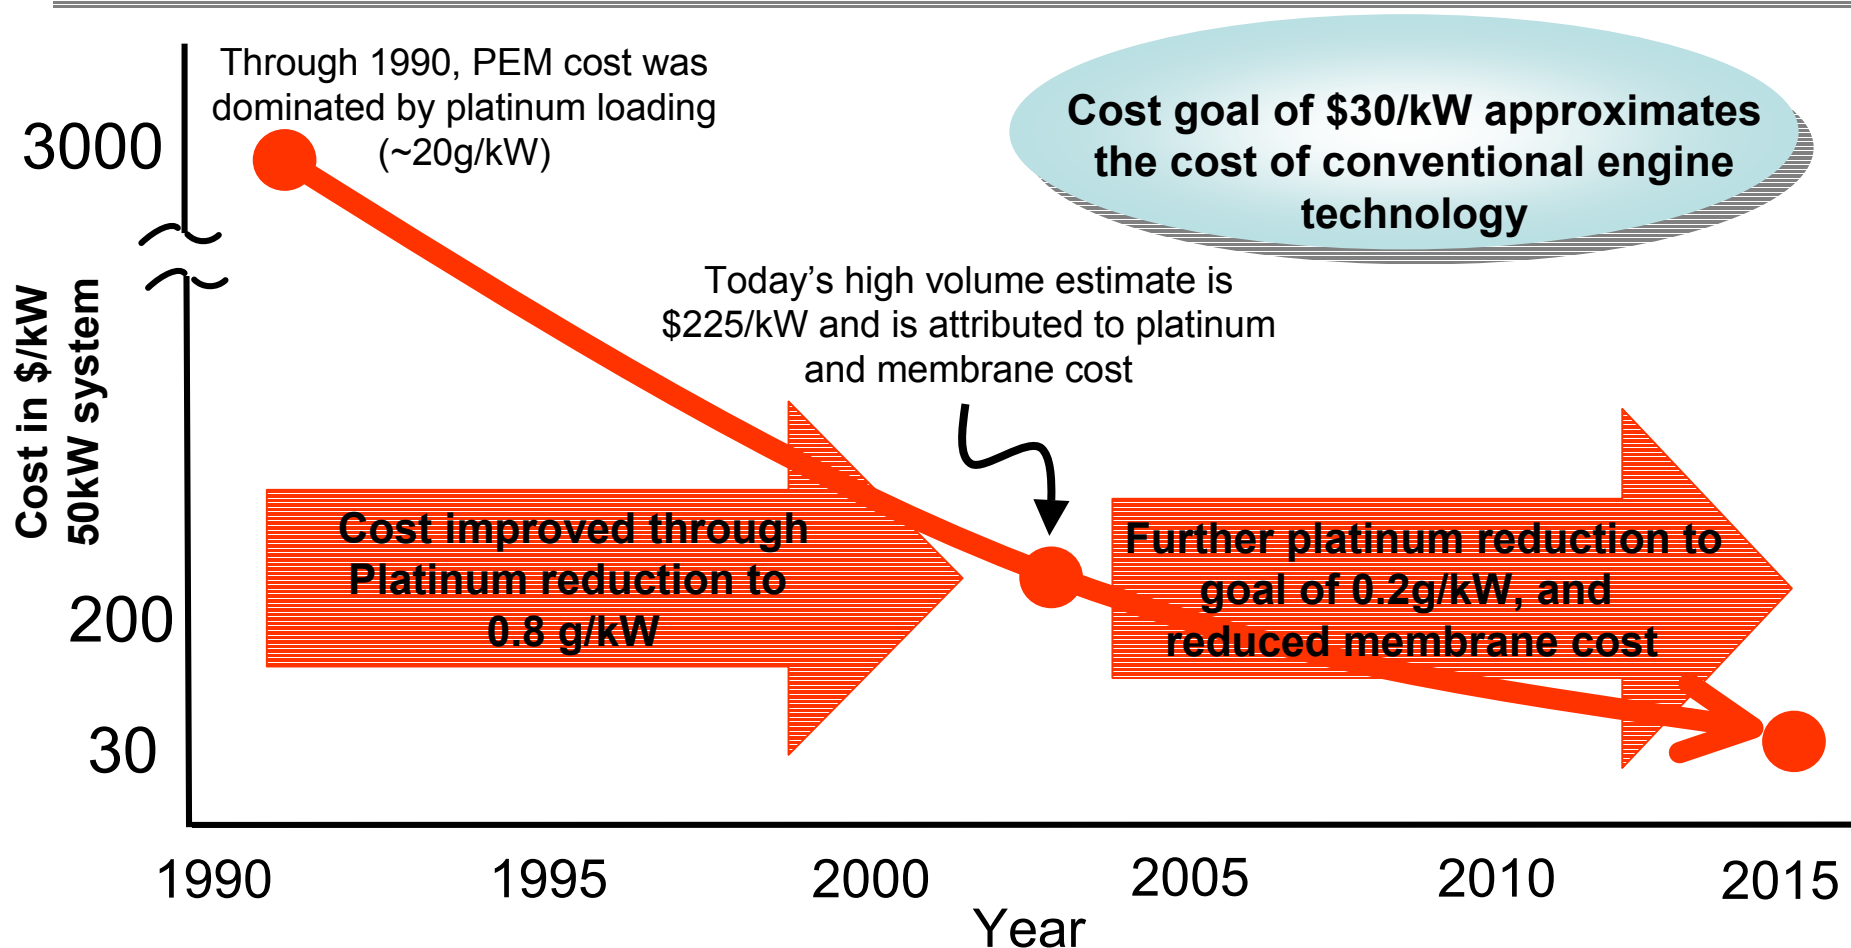 Through 1990, PEM cost was
dominated by platinum loading
(~20g/kW)
Cost goal of $30/kW approximates
the cost of conventional engine
technology
3000
Today’s high volume estimate is
$225/kW and is attributed to platinum
and membrane cost
Cost in $/kW
50kW system
Cost improved through
Platinum reduction to
0.8 g/kW
Further platinum reduction to
goal of 0.2g/kW, and
reduced membrane cost
200
30
1990 1995 2000 2005 2010 2015
Year